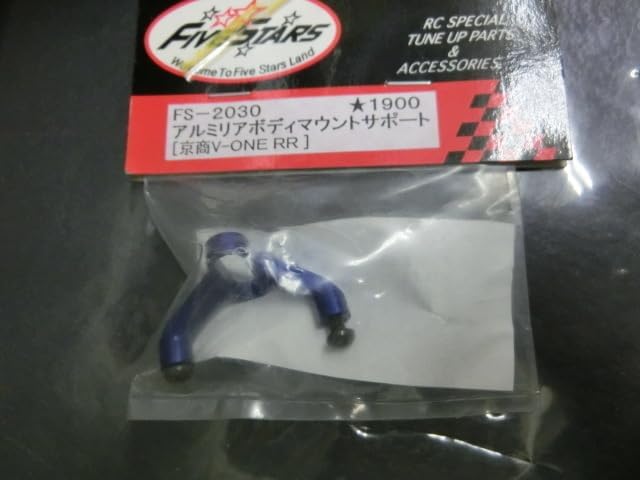 FIVE STARS
Welcome To Five Stars Land
RC SPECIAL
TUNE UP PARTS
&
ACCESSORIES
FS-2030 ★1900
アルミリアボディマウントサポート
[京商V-ONE RR]